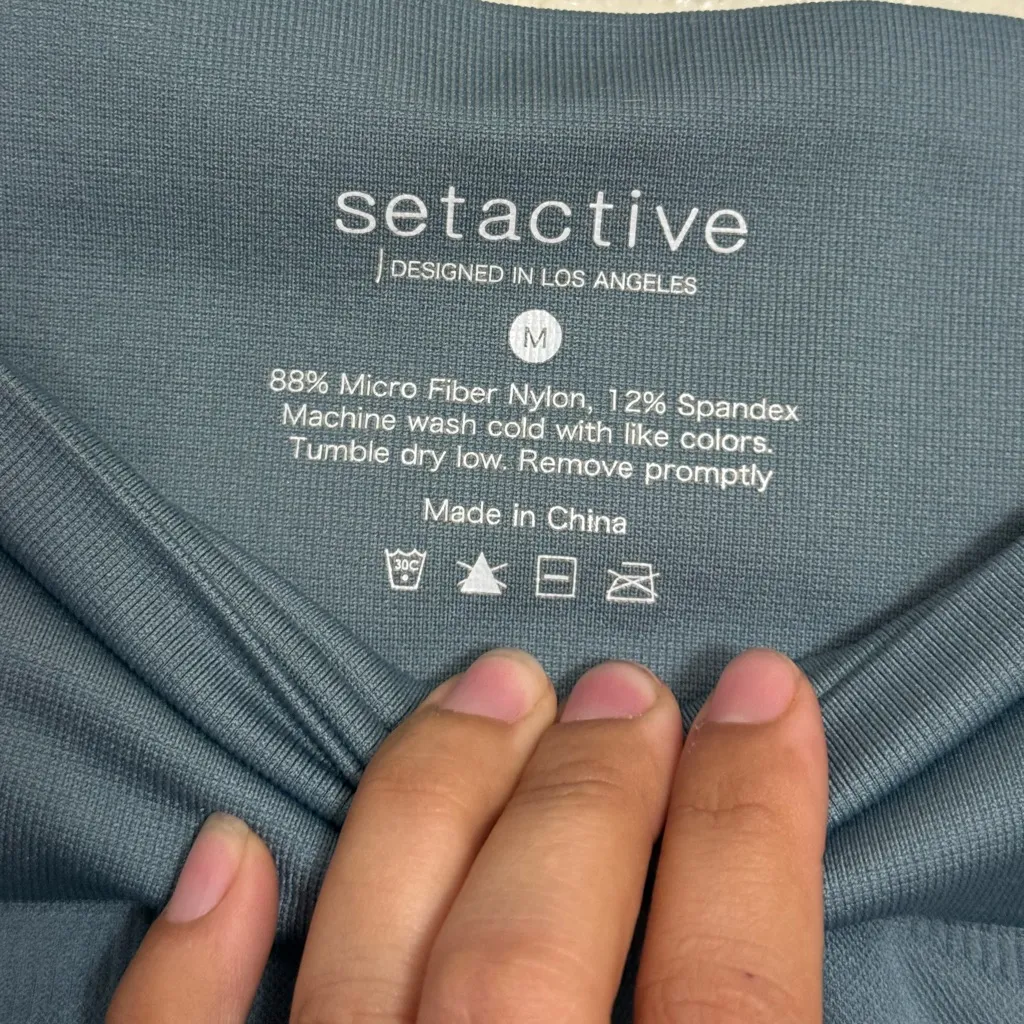 setactive
DESIGNED IN LOS ANGELES
M
88% Micro Fiber Nylon, 12% Spandex
Machine wash cold with like colors.
Tumble dry low. Remove promptly
Made in China
30C